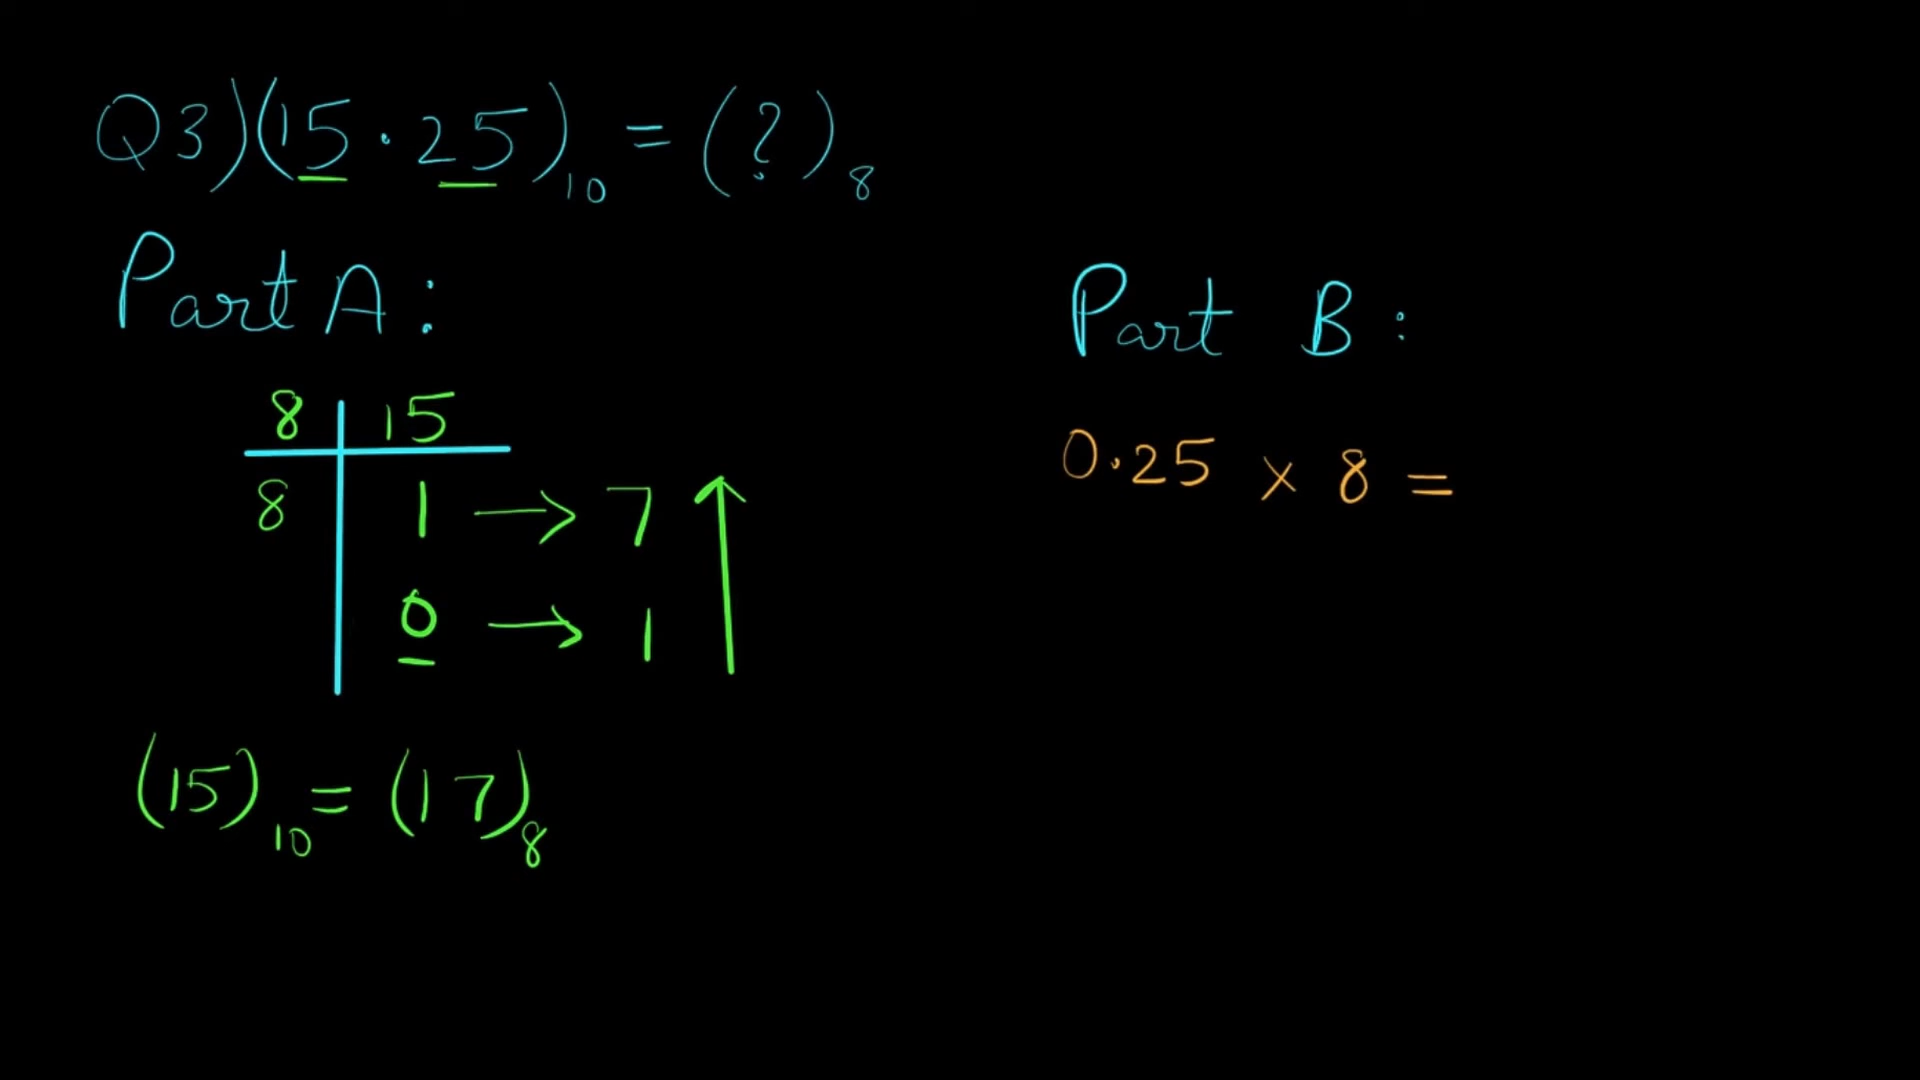 Q3) (15.25)₁₀ = (?)₈
Part A:
8 | 15
8 | 1 → 7
0 → 1
(15)₁₀ = (17)₈
Part B:
0.25 × 8 =